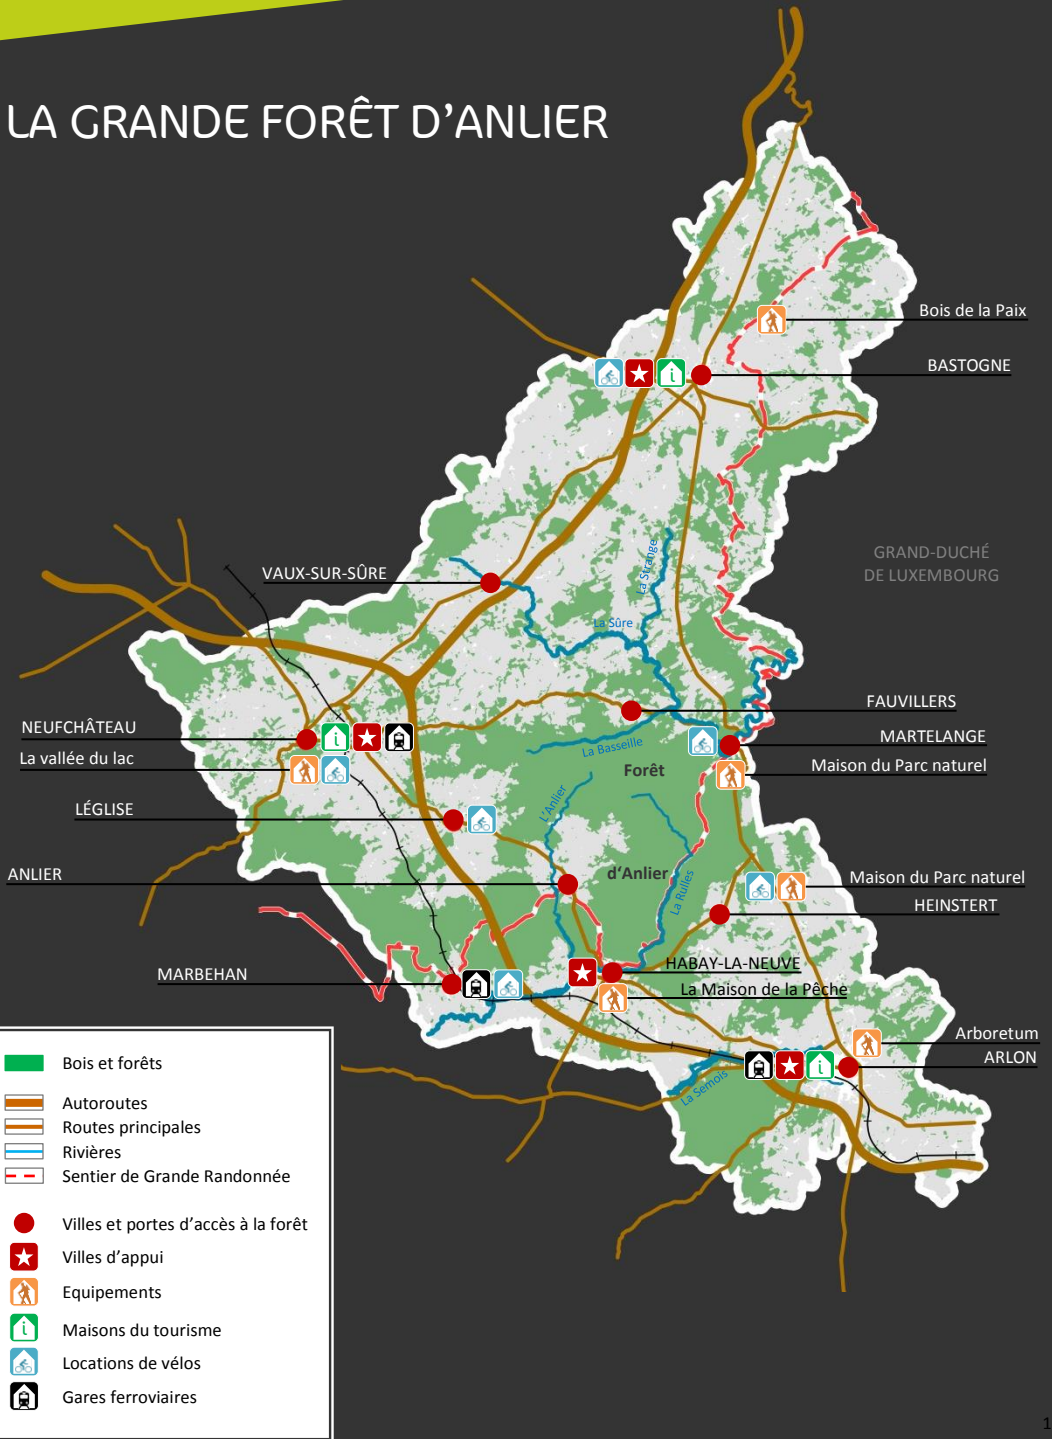 LA GRANDE FORÊT D'ANLIER
Bois de la Paix
BASTOGNE
GRAND-DUCHÉ
DE LUXEMBOURG
La Strange
VAUX-SUR-SÛRE
La Sûre
FAUVILLERS
NEUFCHÂTEAU
MARTELANGE
La Basseille
La vallée du lac
Maison du Parc naturel
Forêt
L'Anlier
LÉGLISE
ANLIER
d'Anlier
La Rulles
Maison du Parc naturel
HEINSTERT
MARBEHAN
HABAY-LA-NEUVE
La Maison de la Pêche
Arboretum
ARLON
La Semois
Bois et forêts
Autoroutes
Routes principales
Rivières
Sentier de Grande Randonnée
Villes et portes d'accès à la forêt
Villes d'appui
Equipements
Maisons du tourisme
Locations de vélos
Gares ferroviaires
1